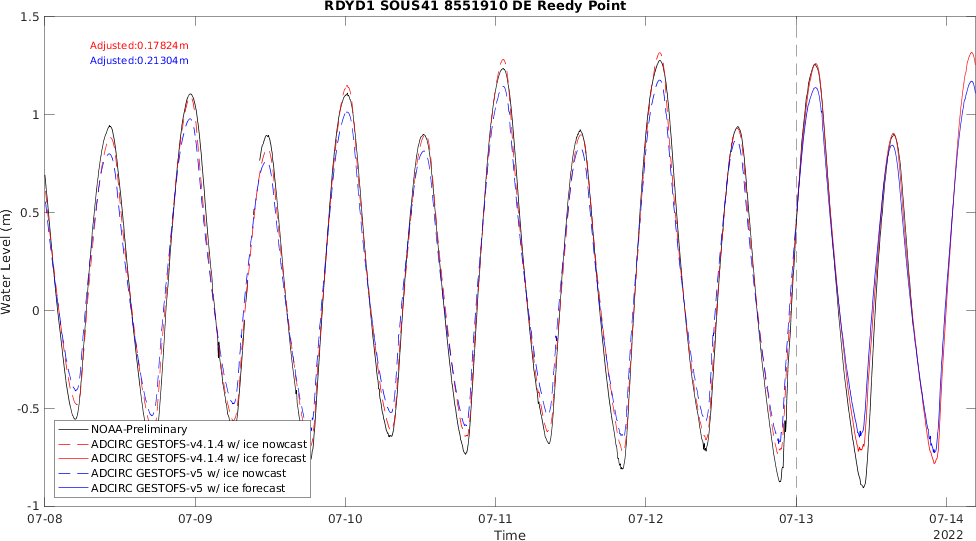 RDYD1 SOUS41 8551910 DE Reedy Point
Adjusted:0.17824m
Adjusted:0.21304m
Water Level (m)
1.5
1
0.5
0
-0.5
-1
NOAA-Preliminary
ADCIRC GESTOFS-v4.1.4 w/ ice nowcast
ADCIRC GESTOFS-v4.1.4 w/ ice forecast
ADCIRC GESTOFS-v5 w/ ice nowcast
ADCIRC GESTOFS-v5 w/ ice forecast
07-08 07-09 07-10 07-11 07-12 07-13 07-14
2022
Time